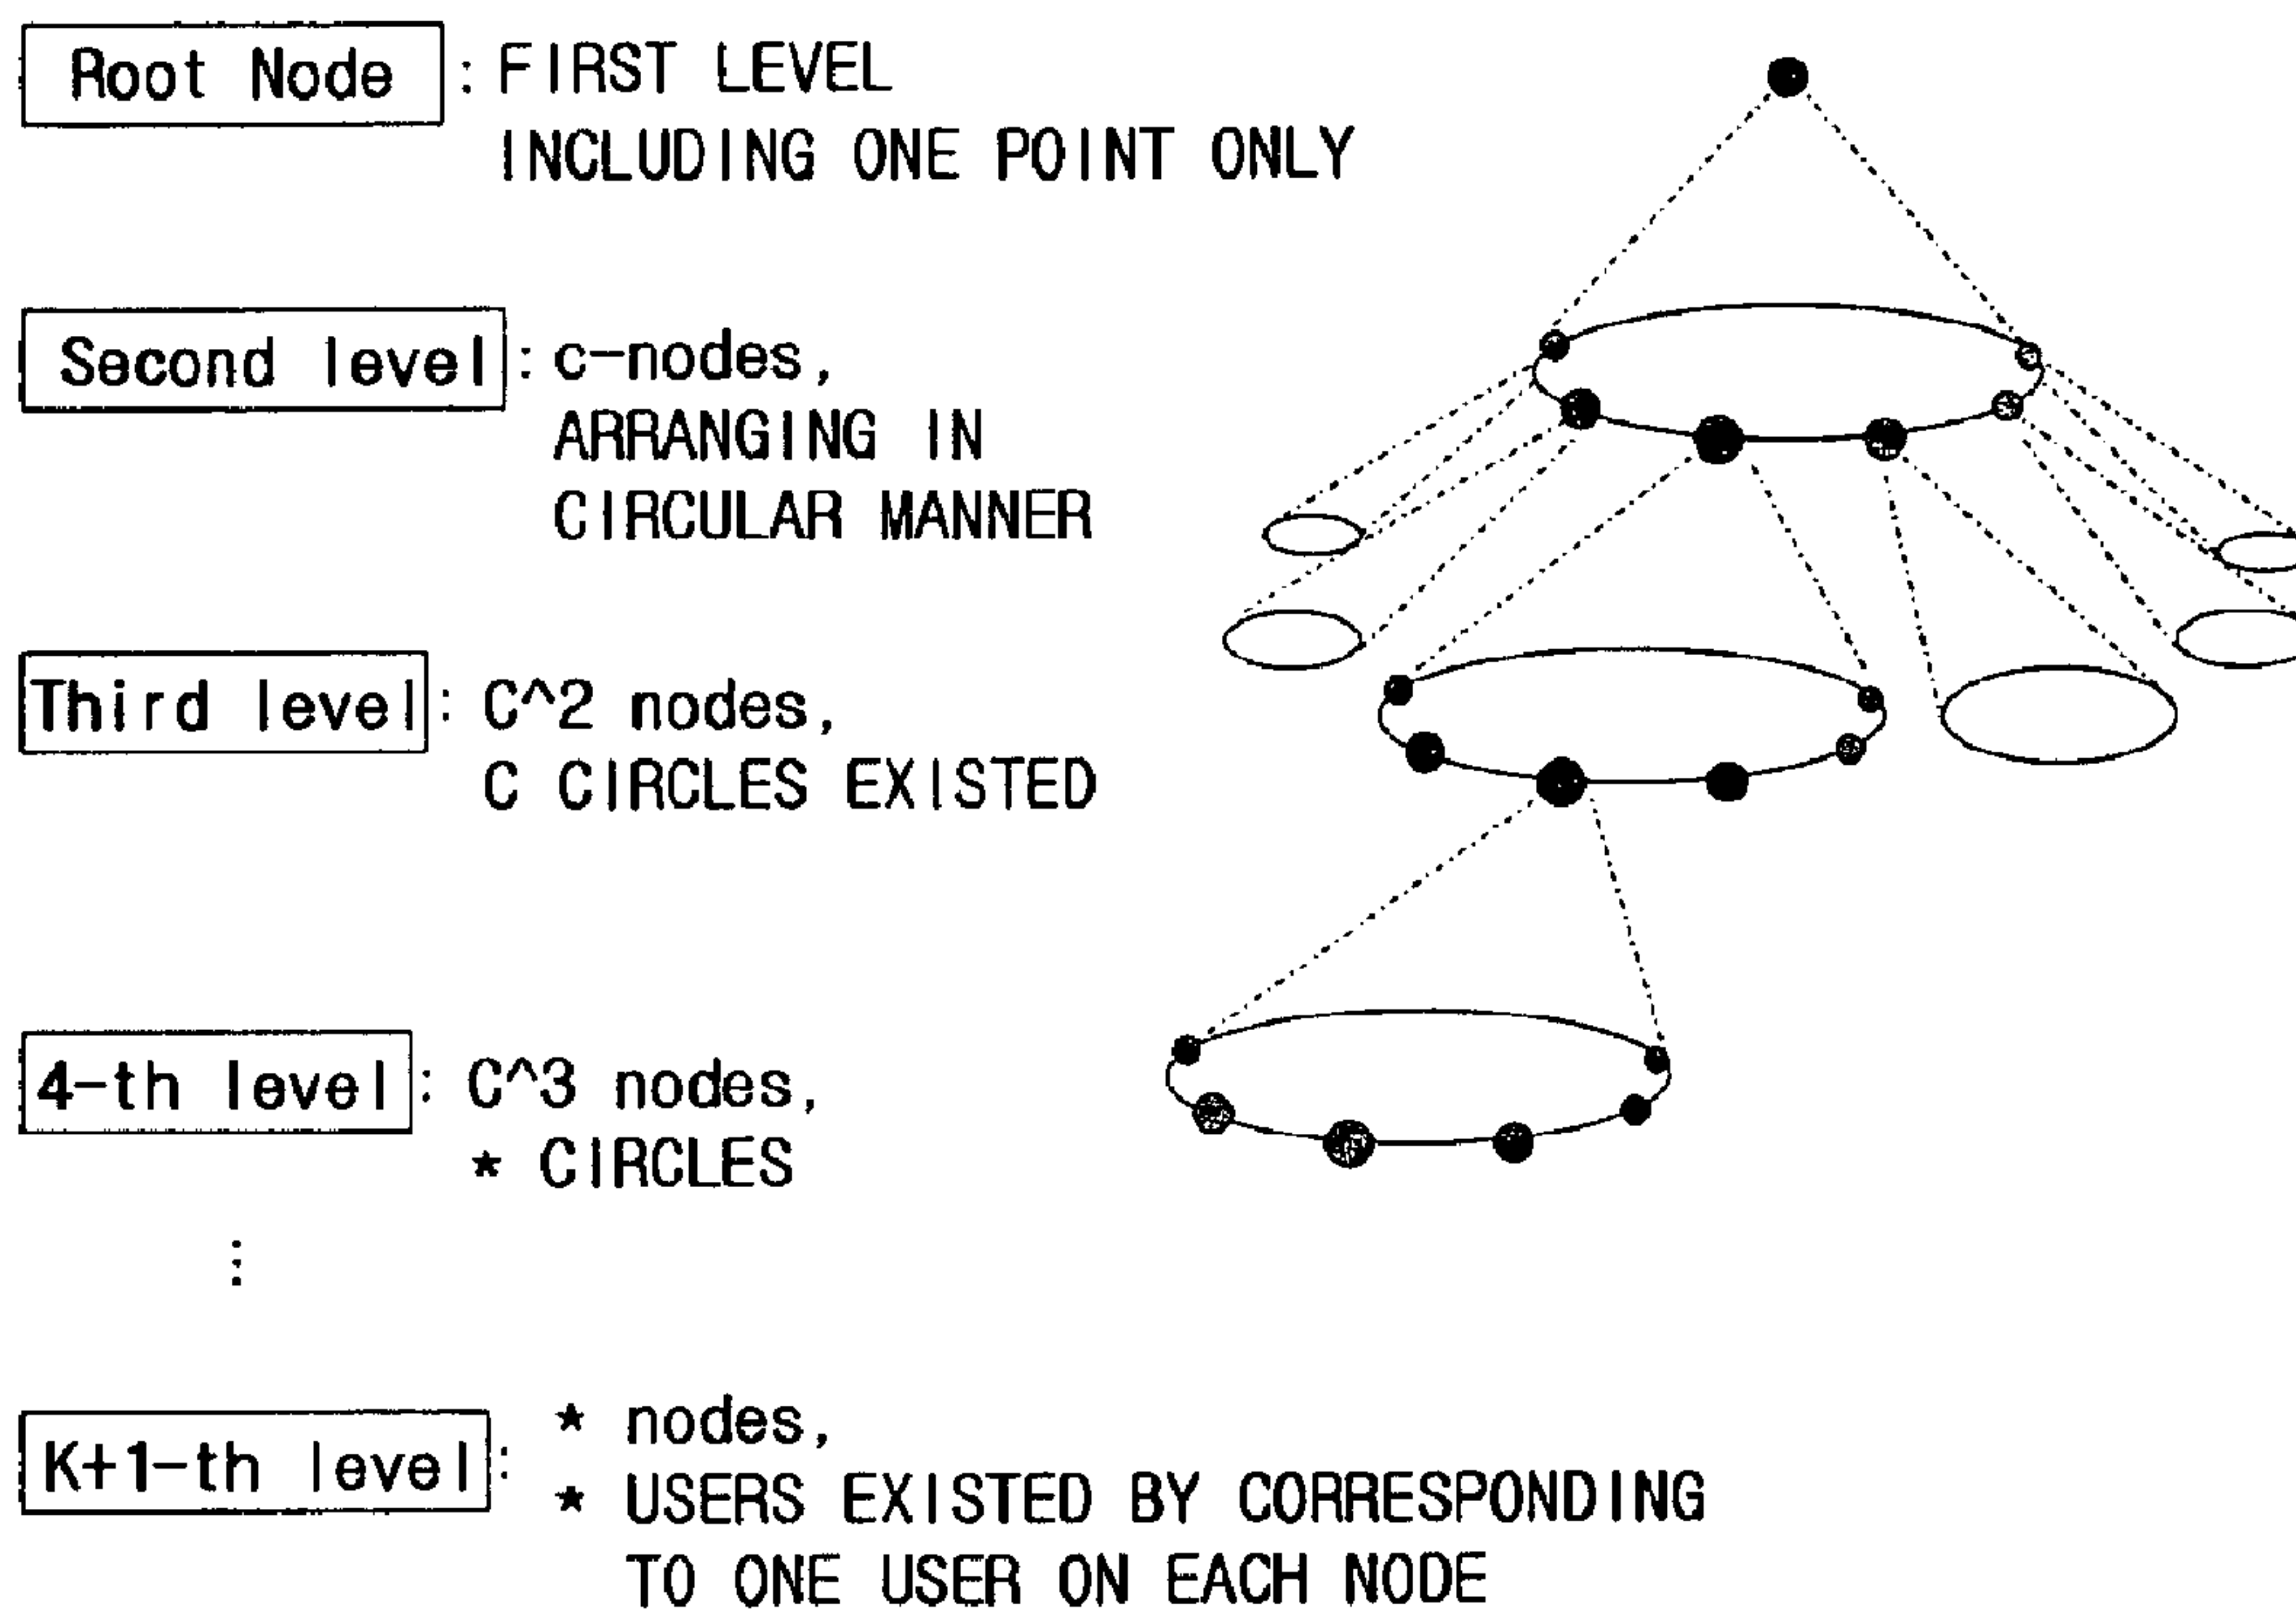 Root Node : FIRST LEVEL
INCLUDING ONE POINT ONLY
Second level : c-nodes,
ARRANGING IN
CIRCULAR MANNER
Third level : C^2 nodes,
C CIRCLES EXISTED
4-th level : C^3 nodes,
* CIRCLES
⋮
K+1-th level : * nodes,
* USERS EXISTED BY CORRESPONDING
TO ONE USER ON EACH NODE